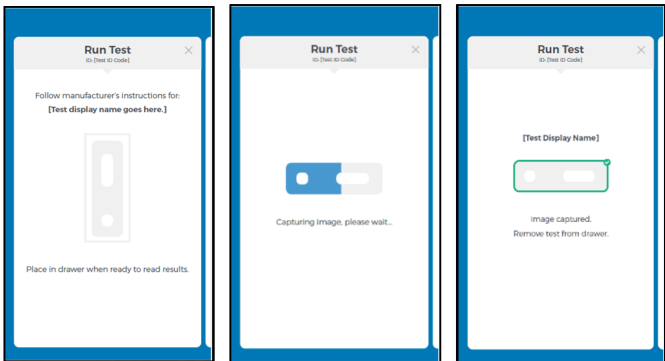 Run Test
ID: [Test ID Code]
Follow manufacturer's instructions for:
[Test display name goes here.]
Place in drawer when ready to read results.
Run Test
ID: [Test ID Code]
Capturing Image, please wait...
Run Test
ID: [Test ID Code]
[Test Display Name]
Image captured.
Remove test from drawer.